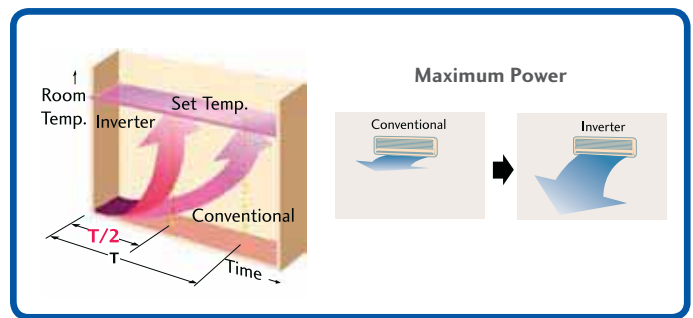 Maximum Power
↑
Room
Temp.
Set Temp.
Inverter
Conventional
T/2
T
Time →
Conventional
Inverter